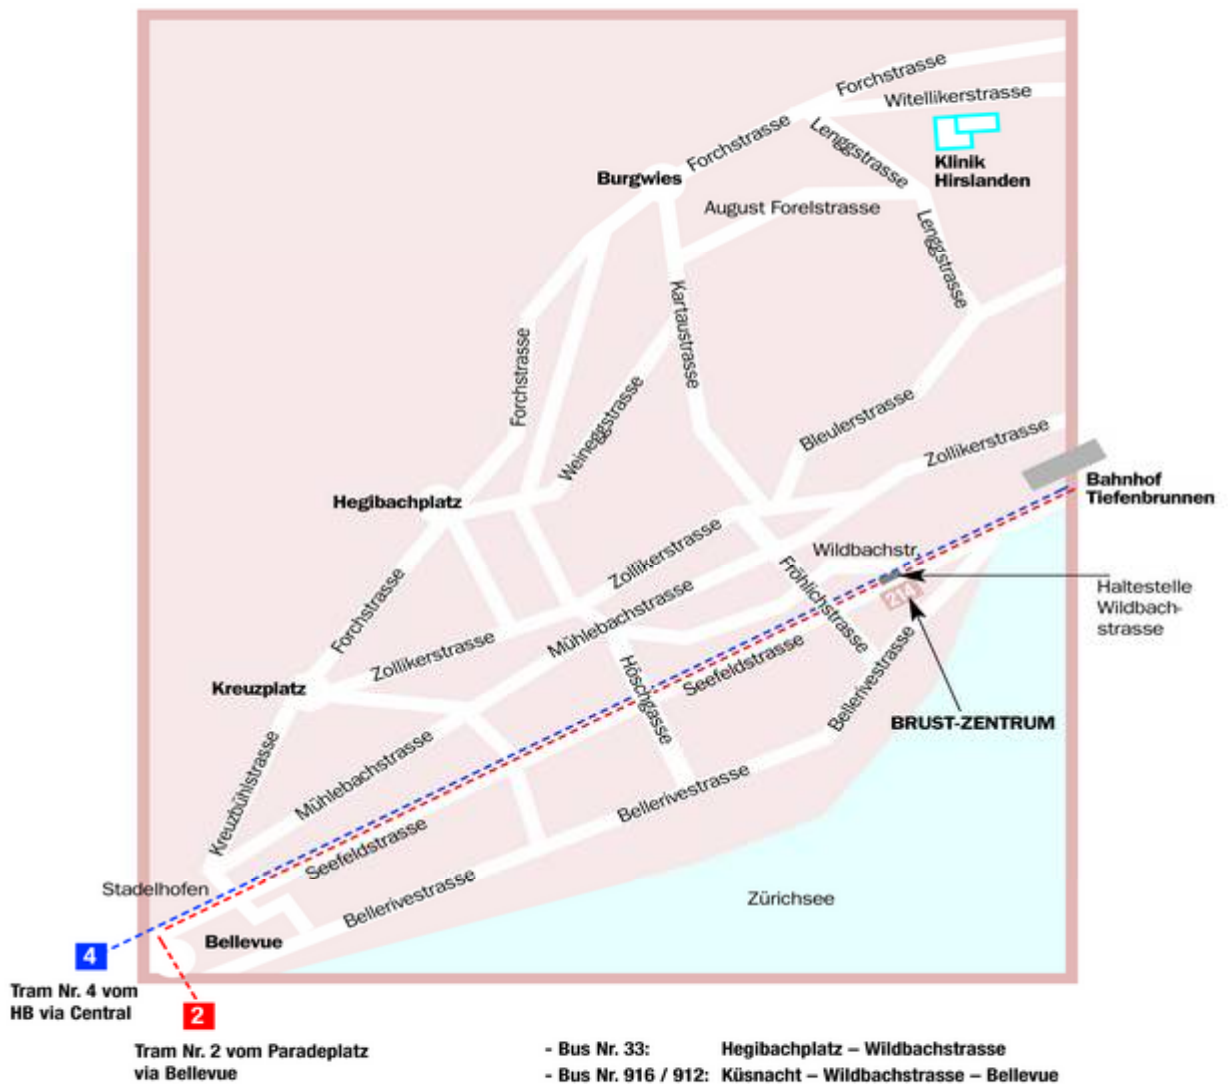 Forchstrasse
Witellikerstrasse
Forchstrasse
Lenggstrasse
Klinik
Hirslanden
Burgwies
August Forelstrasse
Lenggstrasse
Kartaustrasse
Forchstrasse
Weineggstrasse
Bleulerstrasse
Zollikerstrasse
Bahnhof
Tiefenbrunnen
Hegibachplatz
Zollikerstrasse
Wildbachstr.
Fröhlichstrasse
Haltestelle
Wildbach-
strasse
214
Forchstrasse
Mühlebachstrasse
Zollikerstrasse
Höschgasse
Seefeldstrasse
Bellerivestrasse
Kreuzplatz
BRUST-ZENTRUM
Kreuzbühlstrasse
Mühlebachstrasse
Bellerivestrasse
Seefeldstrasse
Stadelhofen
Bellerivestrasse
Zürichsee
Bellevue
4
Tram Nr. 4 vom
HB via Central
2
Tram Nr. 2 vom Paradeplatz
via Bellevue
- Bus Nr. 33: Hegibachplatz – Wildbachstrasse
- Bus Nr. 916 / 912: Küsnacht – Wildbachstrasse – Bellevue